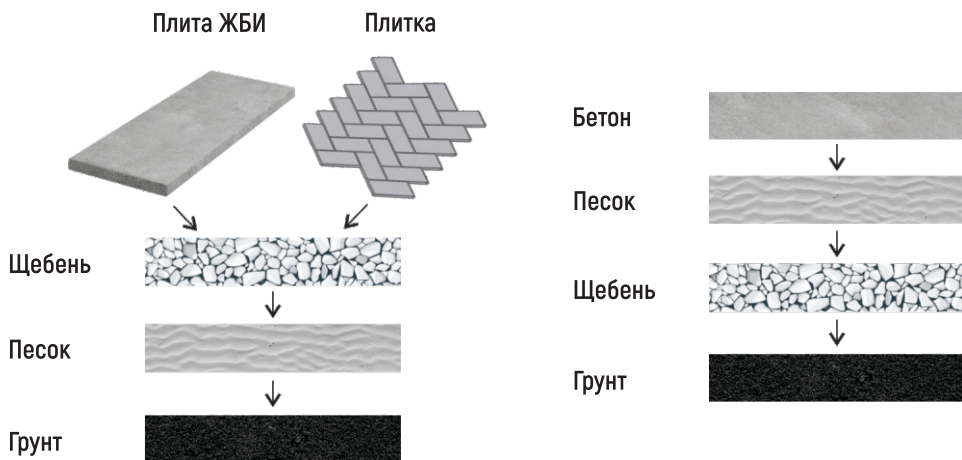 Плита ЖБИ
Плитка
Щебень
Песок
Грунт
Бетон
Песок
Щебень
Грунт